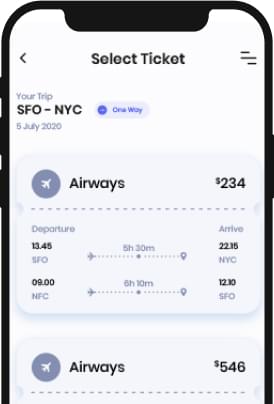 Select Ticket
Your Trip
SFO - NYC One Way
5 July 2020
Airways $234
Departure Arrive
13.45 5h 30m 22.15
SFO NYC
09.00 6h 10m 12.10
NFC SFO
Airways $546